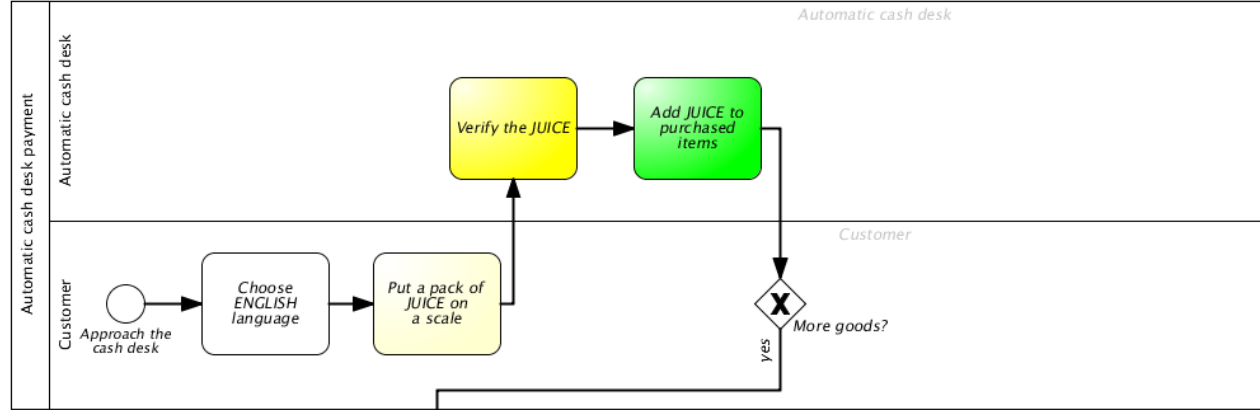 Automatic cash desk payment
Automatic cash desk
Automatic cash desk
Verify the JUICE
Add JUICE to
purchased
items
Customer
Customer
Approach the
cash desk
Choose
ENGLISH
language
Put a pack of
JUICE on
a scale
X
More goods?
yes